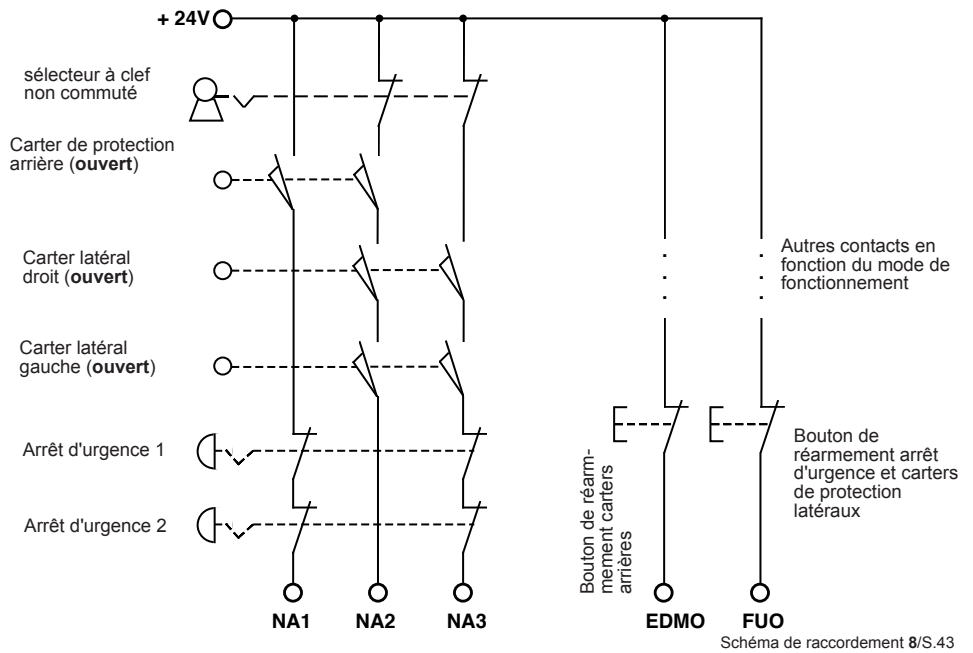 + 24V
sélecteur à clef
non commuté
Carter de protection
arrière (ouvert)
Carter latéral
droit (ouvert)
Carter latéral
gauche (ouvert)
Arrêt d'urgence 1
Arrêt d'urgence 2
Autres contacts en
fonction du mode de
fonctionnement
Bouton de réarm-
mement carters
arrières
Bouton de
réarmement arrêt
d'urgence et carters
de protection
latéraux
NA1
NA2
NA3
EDMO
FUO
Schéma de raccordement 8/S.43